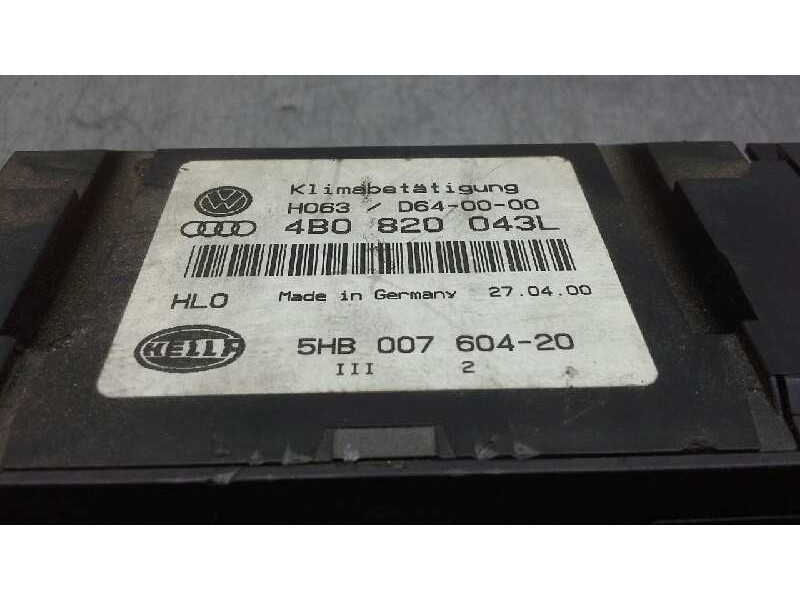 Klimabetätigung
H063 / D64-00-00
4B0 820 043L
HLO Made in Germany 27.04.00
HELLA 5HB 007 604-20
III 2